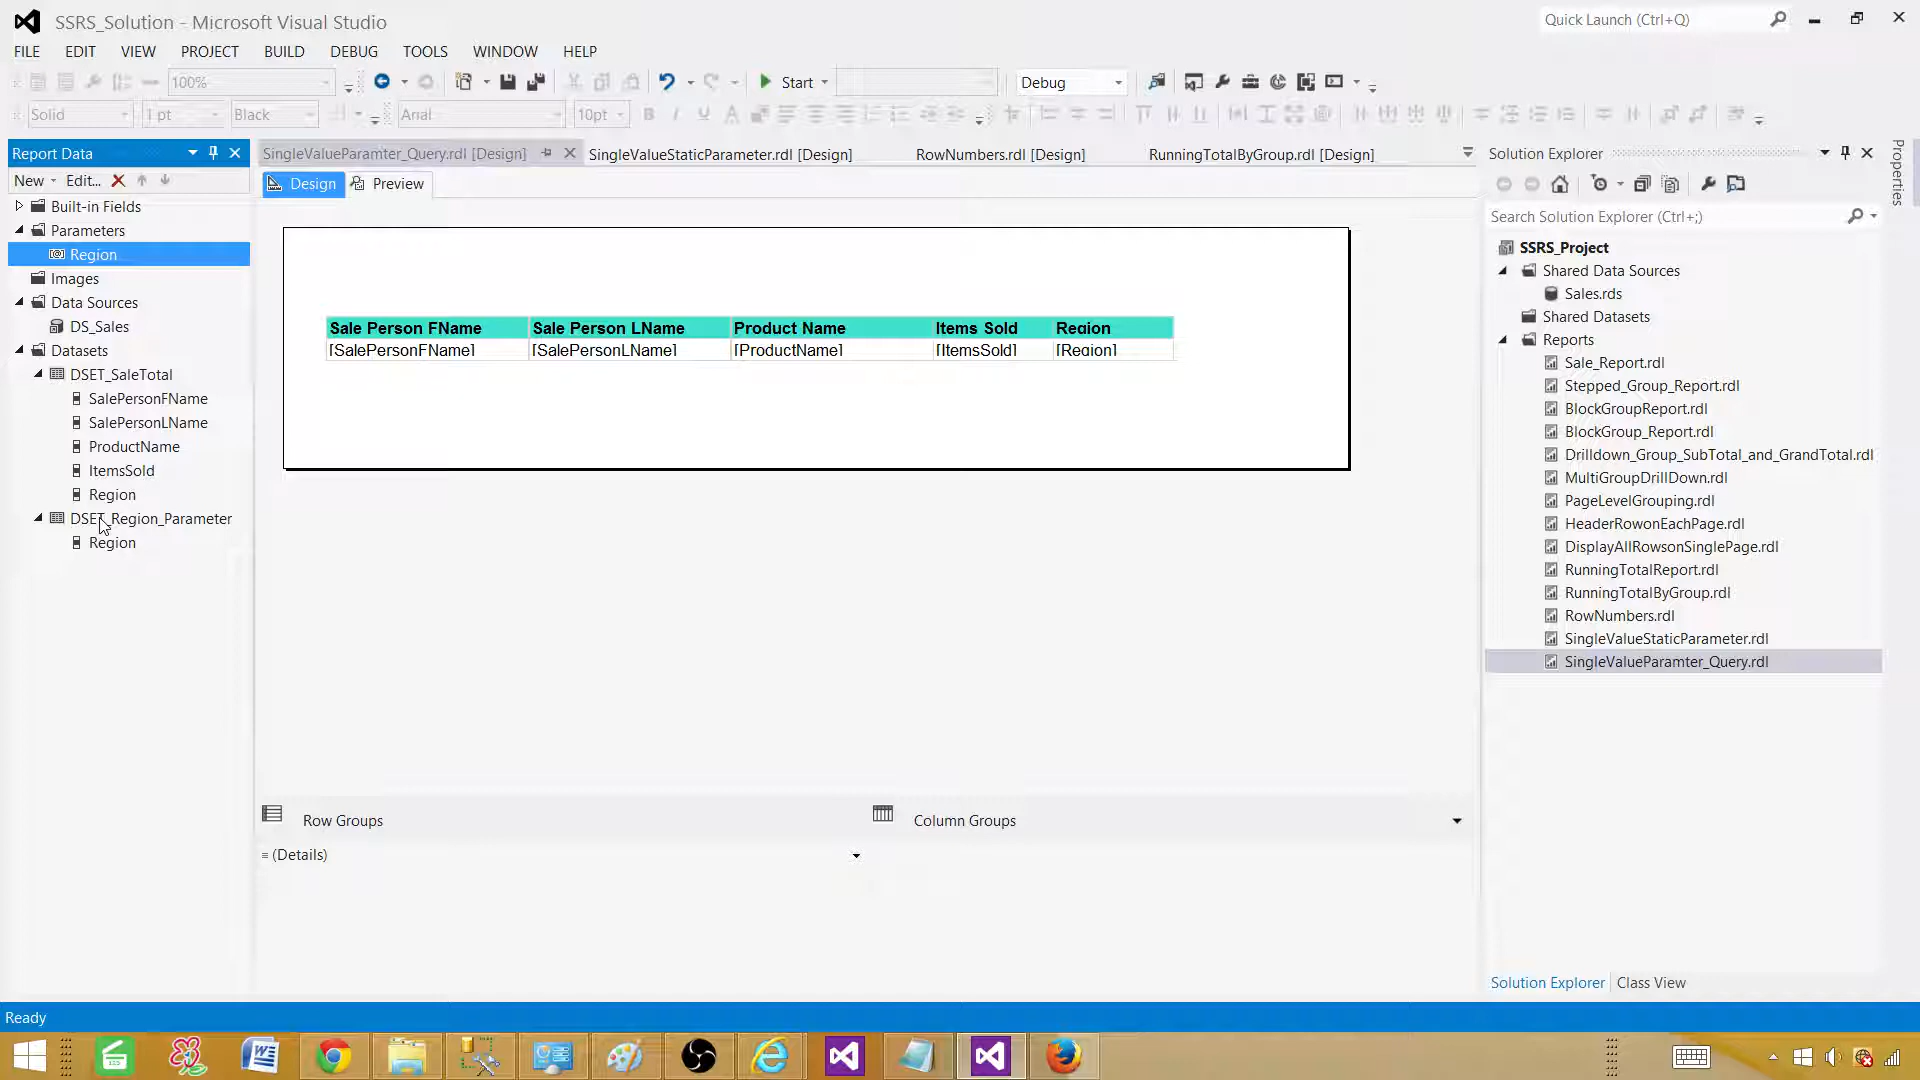 SSRS_Solution - Microsoft Visual Studio
Quick Launch (Ctrl+Q)
FILE EDIT VIEW PROJECT BUILD DEBUG TOOLS WINDOW HELP
100% Start Debug
Solid 1 pt Black Arial 10pt B I U A
Report Data
New Edit...
Built-in Fields
Parameters
Region
Images
Data Sources
DS_Sales
Datasets
DSET_SaleTotal
SalePersonFName
SalePersonLName
ProductName
ItemsSold
Region
DSET_Region_Parameter
Region
SingleValueParamter_Query.rdl [Design] SingleValueStaticParameter.rdl [Design] RowNumbers.rdl [Design] RunningTotalByGroup.rdl [Design]
Design Preview
Sale Person FName Sale Person LName Product Name Items Sold Region
[SalePersonFName] [SalePersonLName] [ProductName] [ItemsSold] [Region]
Row Groups
Column Groups
(Details)
Solution Explorer
Search Solution Explorer (Ctrl+;)
SSRS_Project
Shared Data Sources
Sales.rds
Shared Datasets
Reports
Sale_Report.rdl
Stepped_Group_Report.rdl
BlockGroupReport.rdl
BlockGroup_Report.rdl
Drilldown_Group_SubTotal_and_GrandTotal.rdl
MultiGroupDrillDown.rdl
PageLevelGrouping.rdl
HeaderRowonEachPage.rdl
DisplayAllRowsonSinglePage.rdl
RunningTotalReport.rdl
RunningTotalByGroup.rdl
RowNumbers.rdl
SingleValueStaticParameter.rdl
SingleValueParamter_Query.rdl
Solution Explorer Class View
Properties
Ready